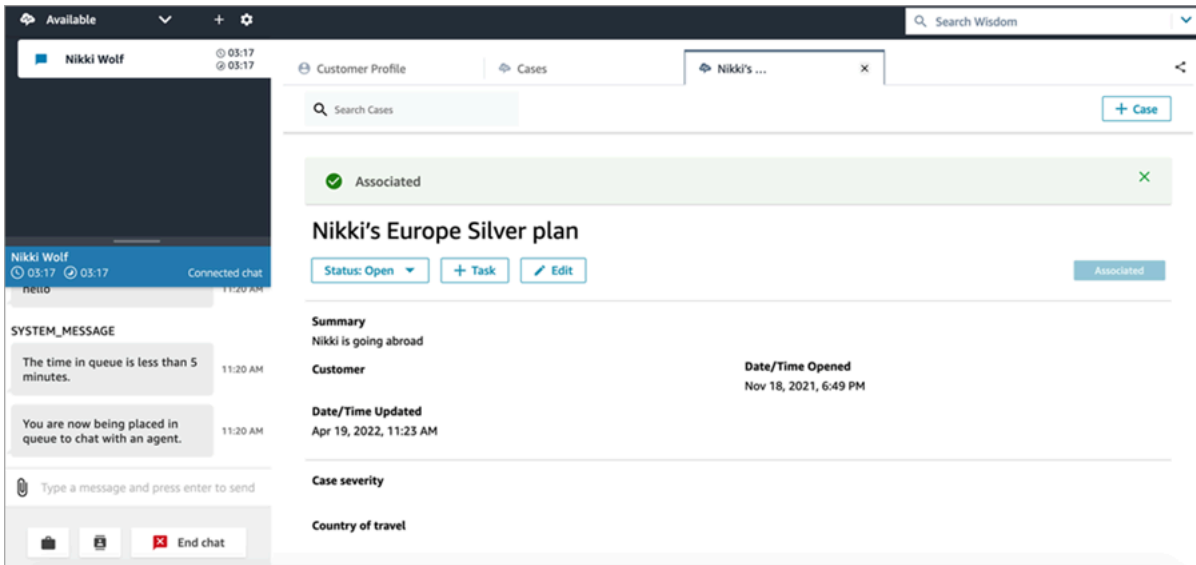 Available
Search Wisdom
Nikki Wolf
03:17
03:17
Customer Profile
Cases
Nikki's ...
Search Cases
+ Case
Associated
Nikki's Europe Silver plan
Status: Open
+ Task
Edit
Associated
Nikki Wolf
03:17 03:17 Connected chat
hello 11:20 AM
SYSTEM_MESSAGE
The time in queue is less than 5
minutes.
11:20 AM
You are now being placed in
queue to chat with an agent.
11:20 AM
Type a message and press enter to send
End chat
Summary
Nikki is going abroad
Customer
Date/Time Opened
Nov 18, 2021, 6:49 PM
Date/Time Updated
Apr 19, 2022, 11:23 AM
Case severity
Country of travel